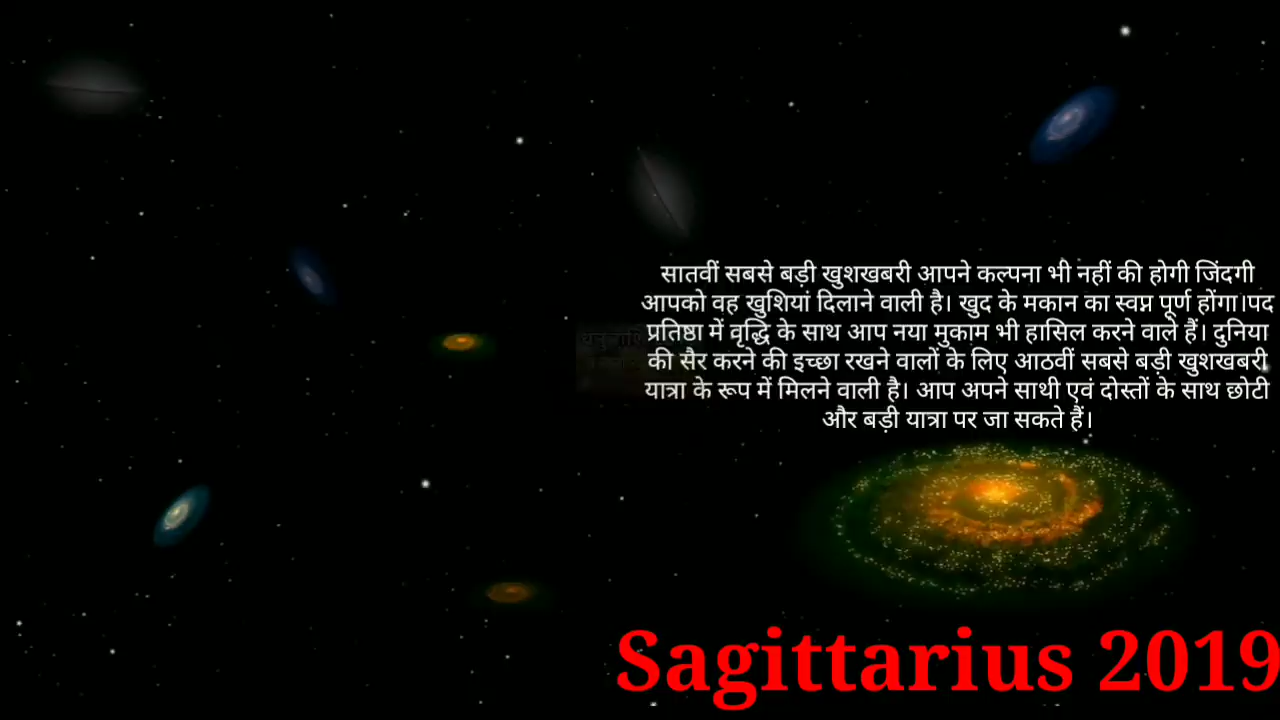 सातवीं सबसे बड़ी खुशखबरी आपने कल्पना भी नहीं की होगी जिंदगी
आपको वह खुशियां दिलाने वाली है। खुद के मकान का स्वप्न पूर्ण होंगा।पद
प्रतिष्ठा में वृद्धि के साथ आप नया मुकाम भी हासिल करने वाले हैं। दुनिया
की सैर करने की इच्छा रखने वालों के लिए आठवीं सबसे बड़ी खुशखबरी
यात्रा के रूप में मिलने वाली है। आप अपने साथी एवं दोस्तों के साथ छोटी
और बड़ी यात्रा पर जा सकते हैं।
Sagittarius 2019